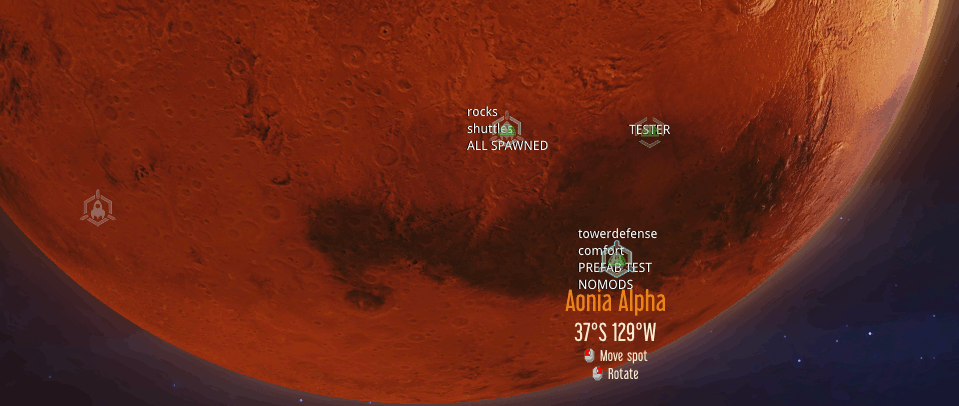 rocks
shuttles
ALL SPAWNED
TESTER
towerdefense
comfort
PREFAB TEST
NOMODS
Aonia Alpha
37°S 129°W
Move spot
Rotate